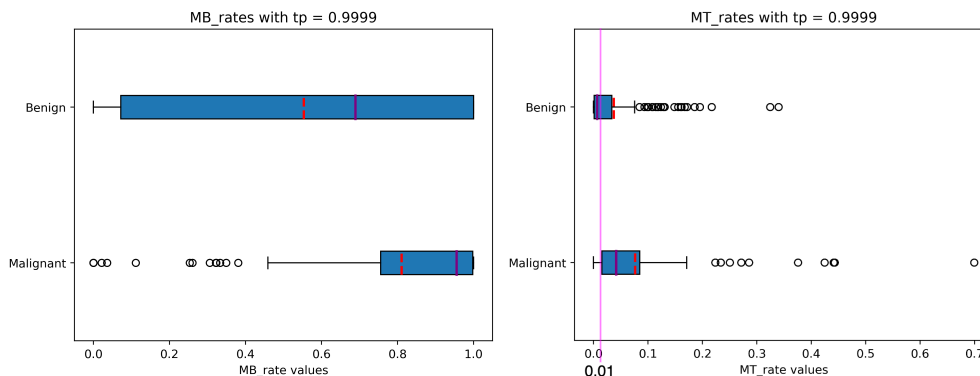 MB_rates with tp = 0.9999
Benign
Malignant
0.0 0.2 0.4 0.6 0.8 1.0
MB_rate values
MT_rates with tp = 0.9999
Benign
Malignant
0.0 0.1 0.2 0.3 0.4 0.5 0.6 0.7
0.01
MT_rate values